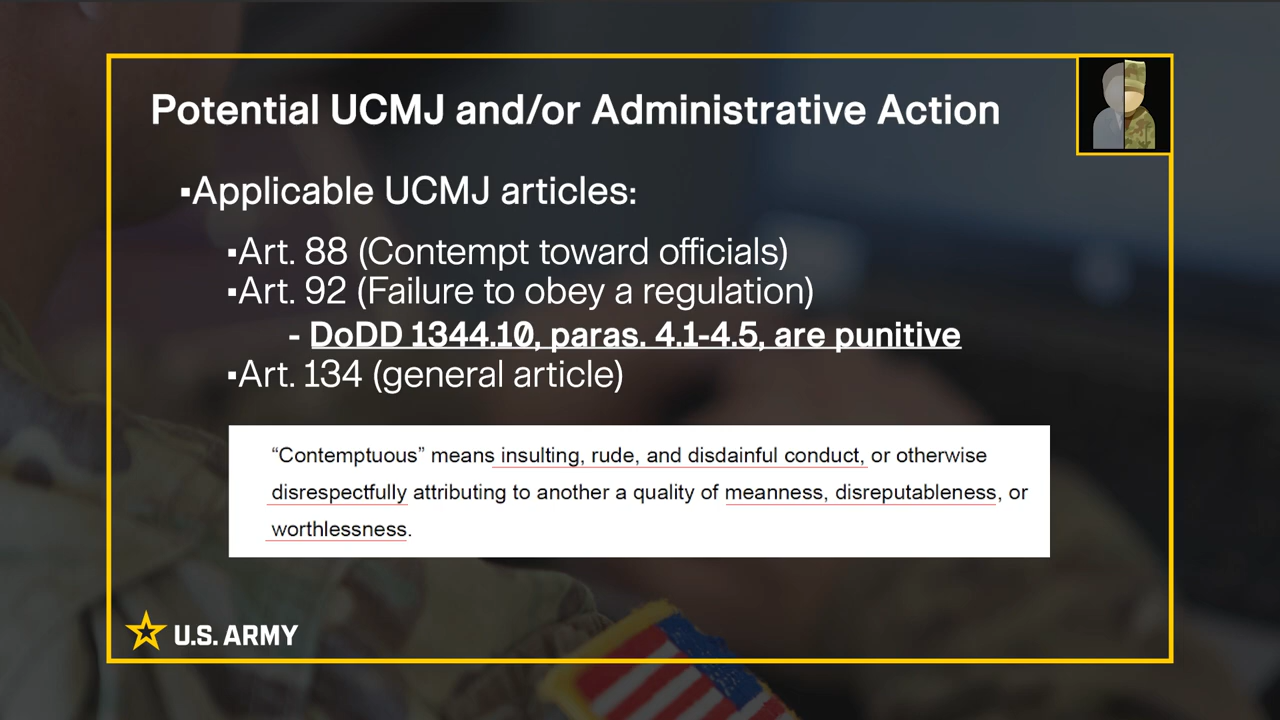 Potential UCMJ and/or Administrative Action
▪Applicable UCMJ articles:
▪Art. 88 (Contempt toward officials)
▪Art. 92 (Failure to obey a regulation)
- DoDD 1344.10, paras. 4.1-4.5, are punitive
▪Art. 134 (general article)
“Contemptuous” means insulting, rude, and disdainful conduct, or otherwise
disrespectfully attributing to another a quality of meanness, disreputableness, or
worthlessness.
U.S. ARMY